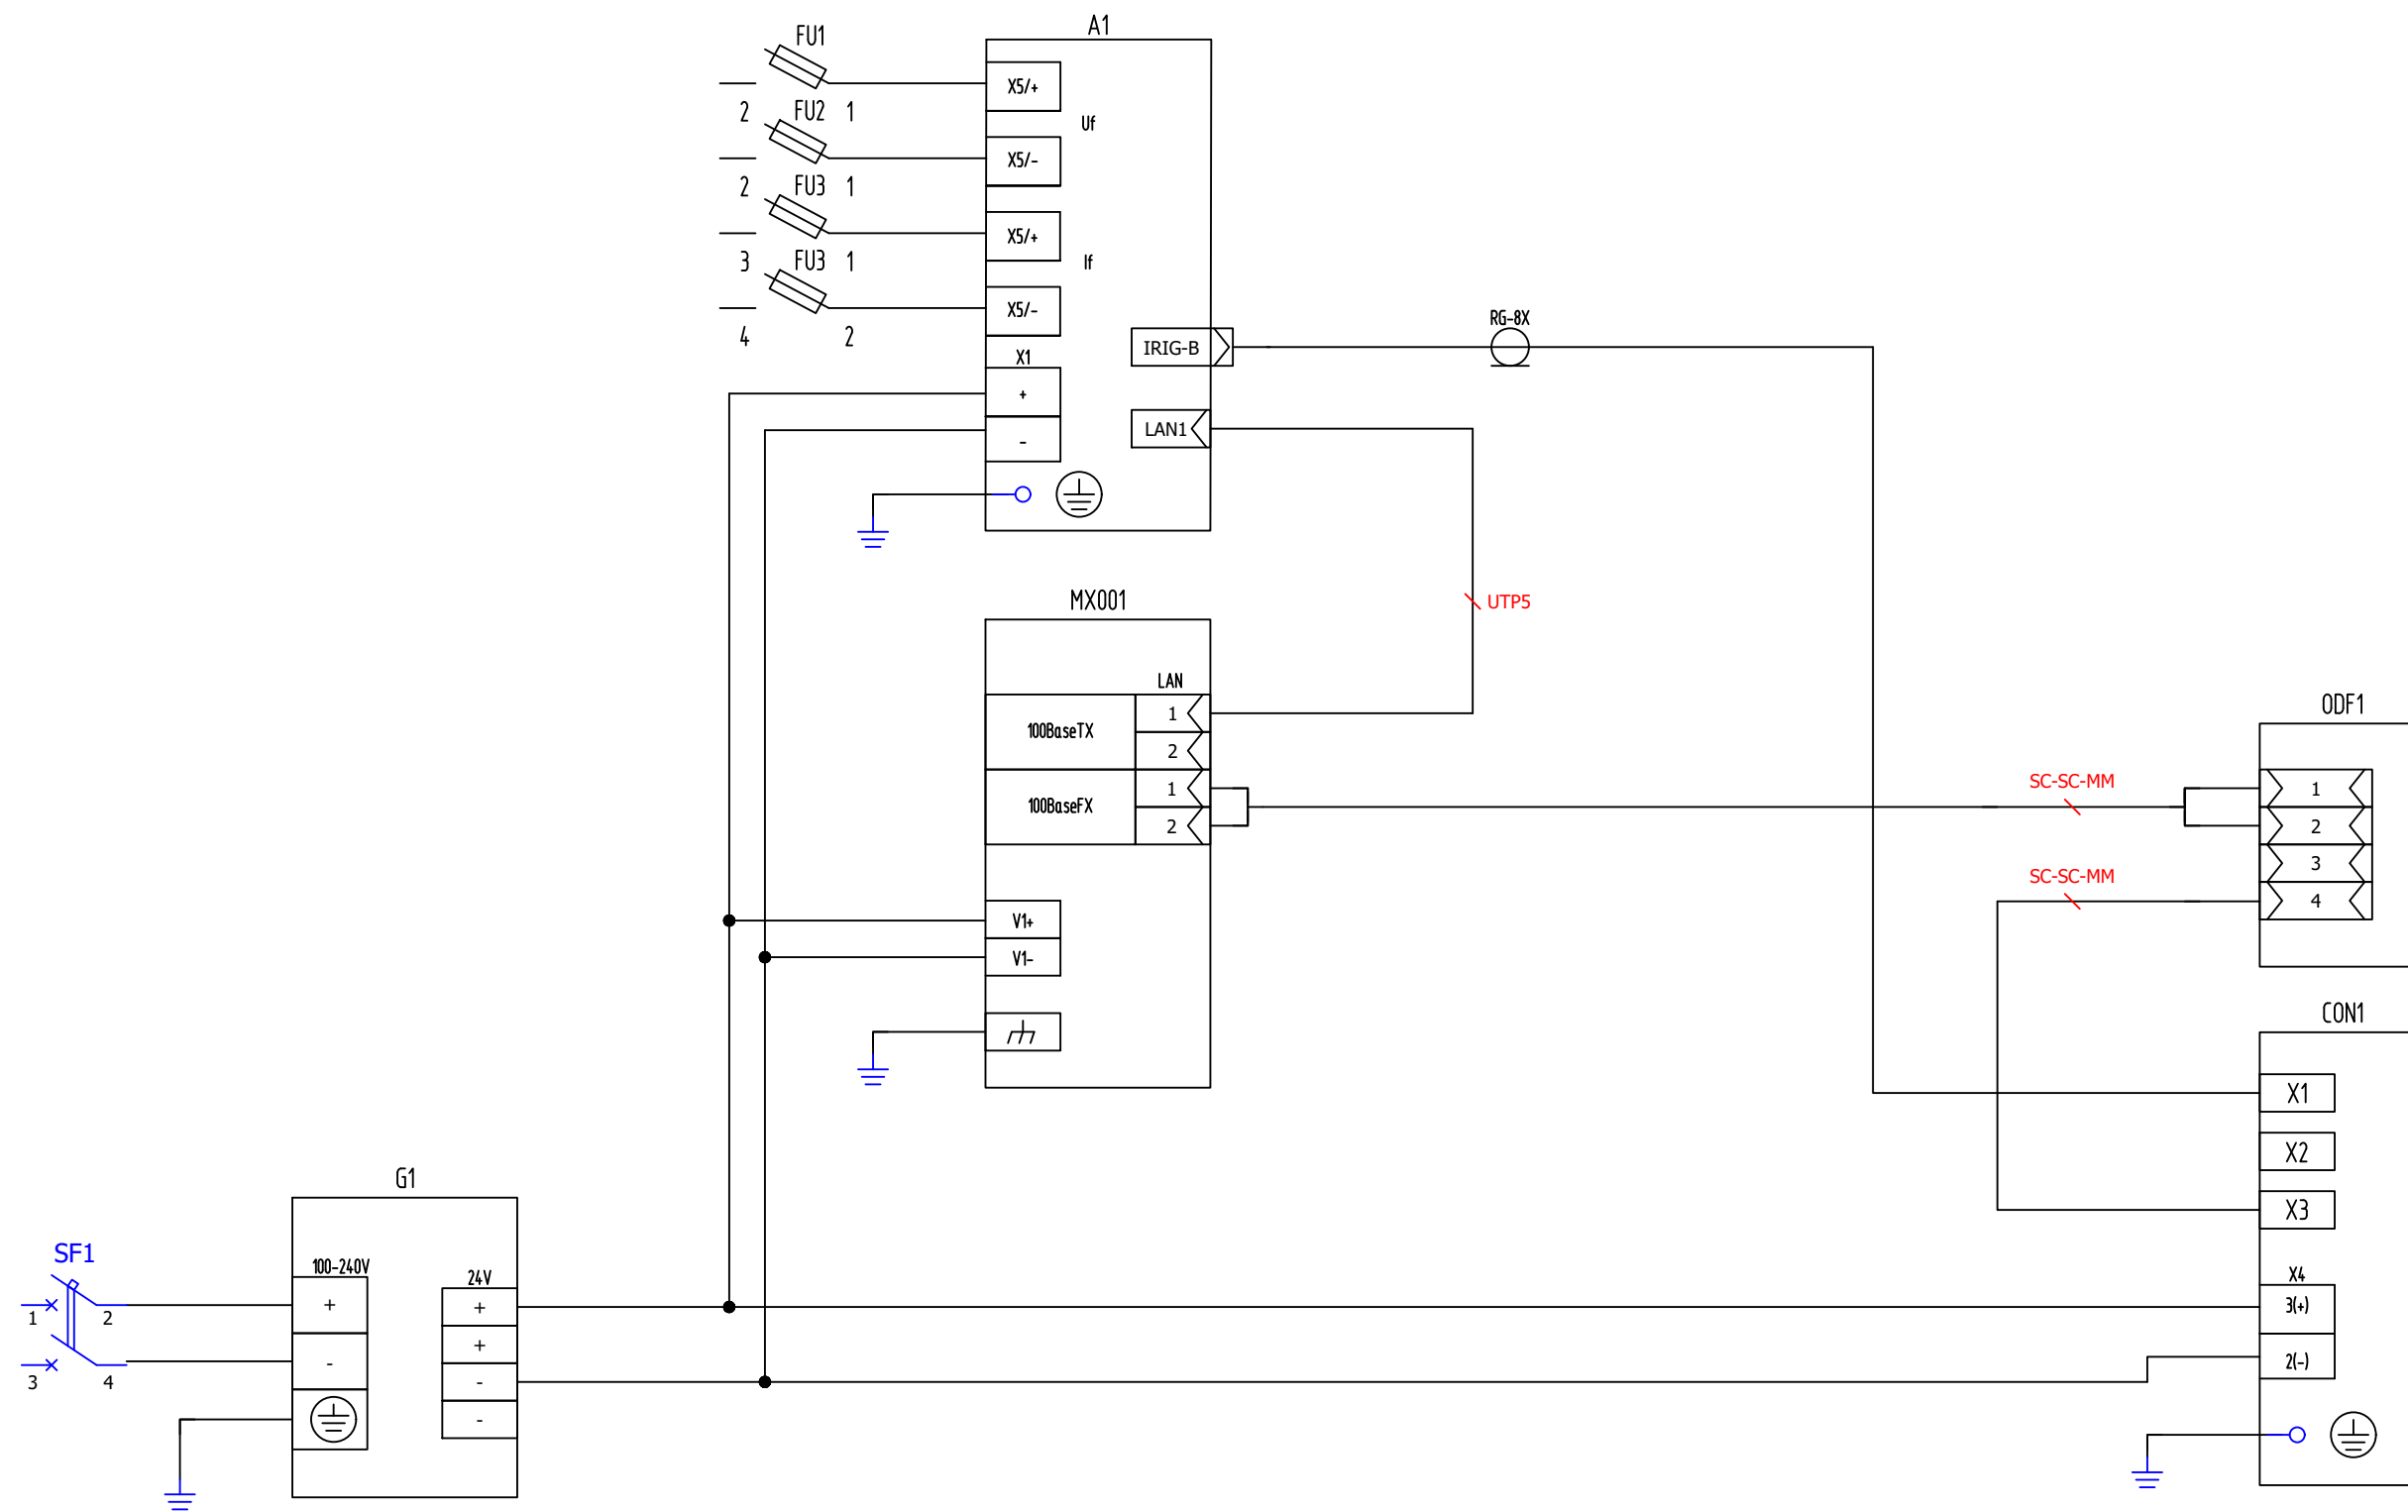 A1
FU1
X5/+
2 FU2 1
Uf
X5/-
2 FU3 1
X5/+
3 FU3 1
If
X5/-
4 2
RG-8X
IRIG-B
X1
+
LAN1
-
MX001
UTP5
LAN
1
100BaseTX
2
1
100BaseFX
2
V1+
V1-
ODF1
SC-SC-MM
1
2
3
SC-SC-MM
4
CON1
X1
X2
X3
X4
3(+)
2(-)
G1
SF1
100-240V
24V
+
+
1 2
+
-
-
3 4
-